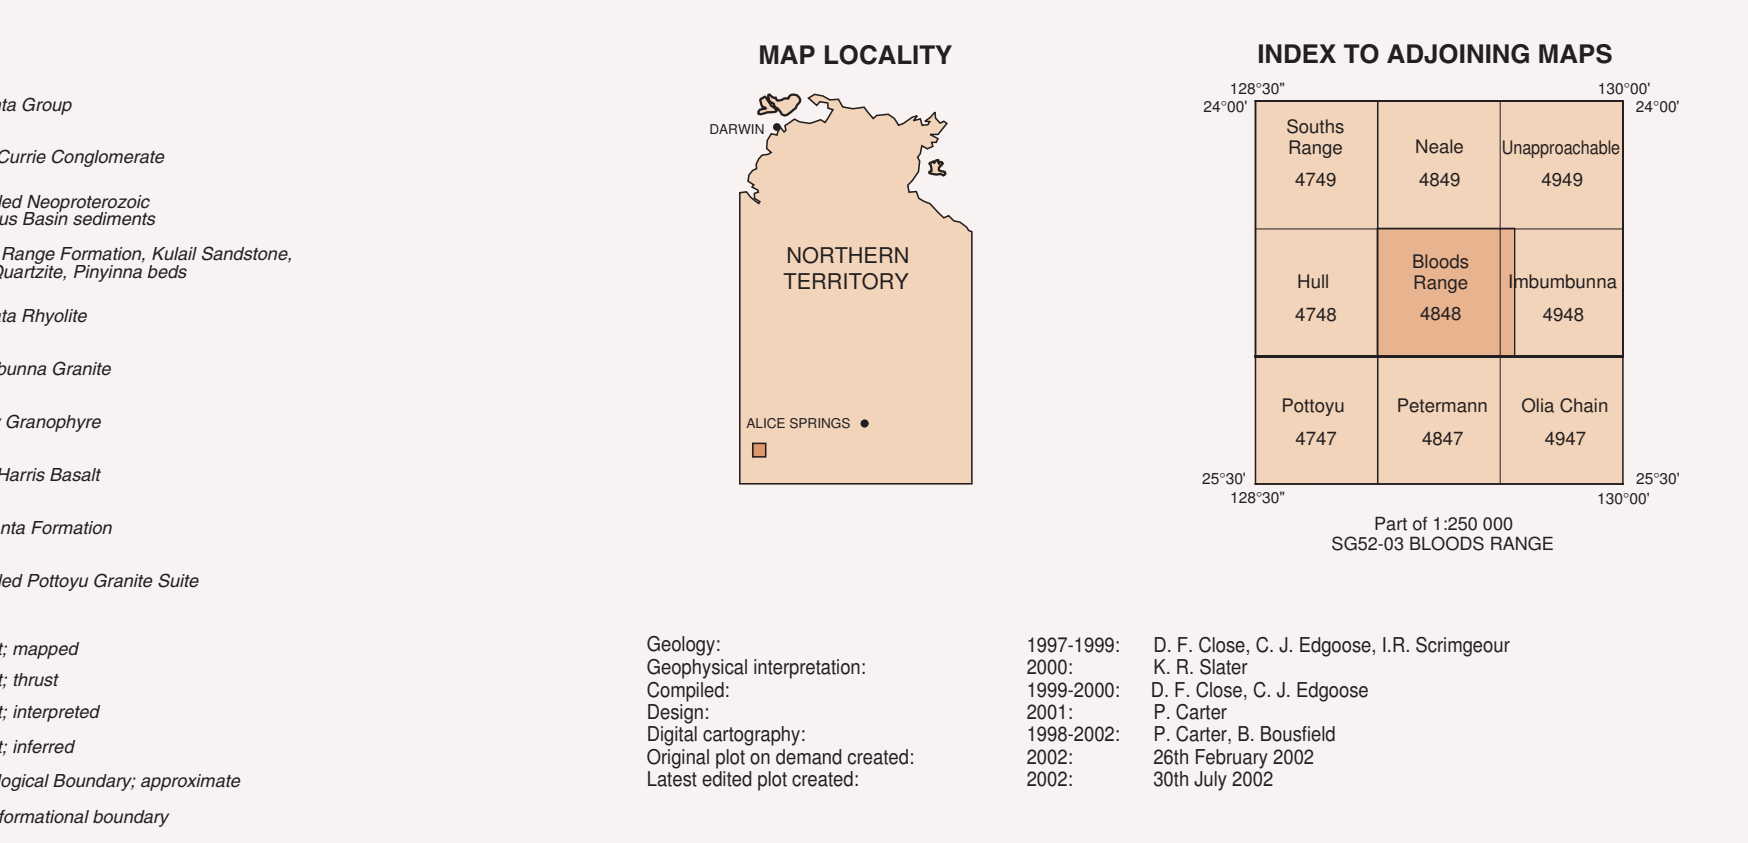 ta Group
Currie Conglomerate
led Neoproterozoic
us Basin sediments
Range Formation, Kulail Sandstone,
Quartzite, Pinyinna beds
ta Rhyolite
bunna Granite
Granophyre
Harris Basalt
nta Formation
led Pottoyu Granite Suite
t; mapped
t; thrust
t; interpreted
t; inferred
logical Boundary; approximate
formational boundary
MAP LOCALITY
DARWIN
NORTHERN
TERRITORY
ALICE SPRINGS
INDEX TO ADJOINING MAPS
128°30" 130°00'
24°00' 24°00'
Souths
Range
4749
Neale
4849
Unapproachable
4949
Hull
4748
Bloods
Range
4848
Imbumbunna
4948
Pottoyu
4747
Petermann
4847
Olia Chain
4947
25°30' 25°30'
128°30" 130°00'
Part of 1:250 000
SG52-03 BLOODS RANGE
Geology: 1997-1999: D. F. Close, C. J. Edgoose, I.R. Scrimgeour
Geophysical interpretation: 2000: K. R. Slater
Compiled: 1999-2000: D. F. Close, C. J. Edgoose
Design: 2001: P. Carter
Digital cartography: 1998-2002: P. Carter, B. Bousfield
Original plot on demand created: 2002: 26th February 2002
Latest edited plot created: 2002: 30th July 2002